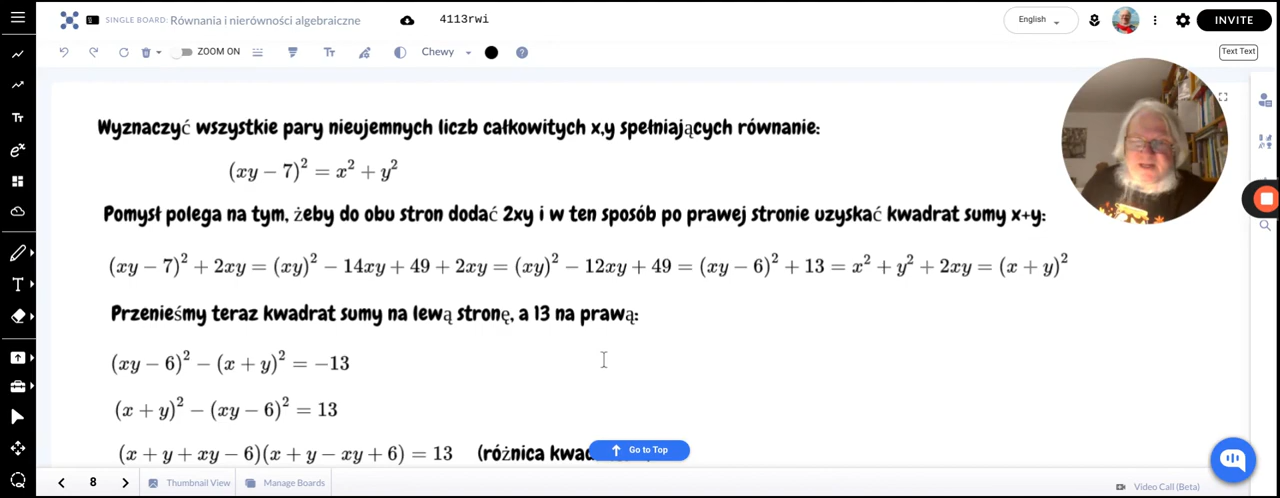 SINGLE BOARD: Równania i nierówności algebraiczne
4113rwi
English
INVITE
ZOOM ON
Tт
Chewy
Text Text
Wyznaczyć wszystkie pary nieujemnych liczb całkowitych x,y spełniających równanie:
(xy − 7)² = x² + y²
Pomysł polega na tym, żeby do obu stron dodać 2xy i w ten sposób po prawej stronie uzyskać kwadrat sumy x+y:
(xy − 7)² + 2xy = (xy)² − 14xy + 49 + 2xy = (xy)² − 12xy + 49 = (xy − 6)² + 13 = x² + y² + 2xy = (x + y)²
Przenieśmy teraz kwadrat sumy na lewą stronę, a 13 na prawą:
(xy − 6)² − (x + y)² = −13
(x + y)² − (xy − 6)² = 13
(x + y + xy − 6)(x + y − xy + 6) = 13 (różnica
Go to Top
8
Thumbnail View
Manage Boards
Video Call (Beta)